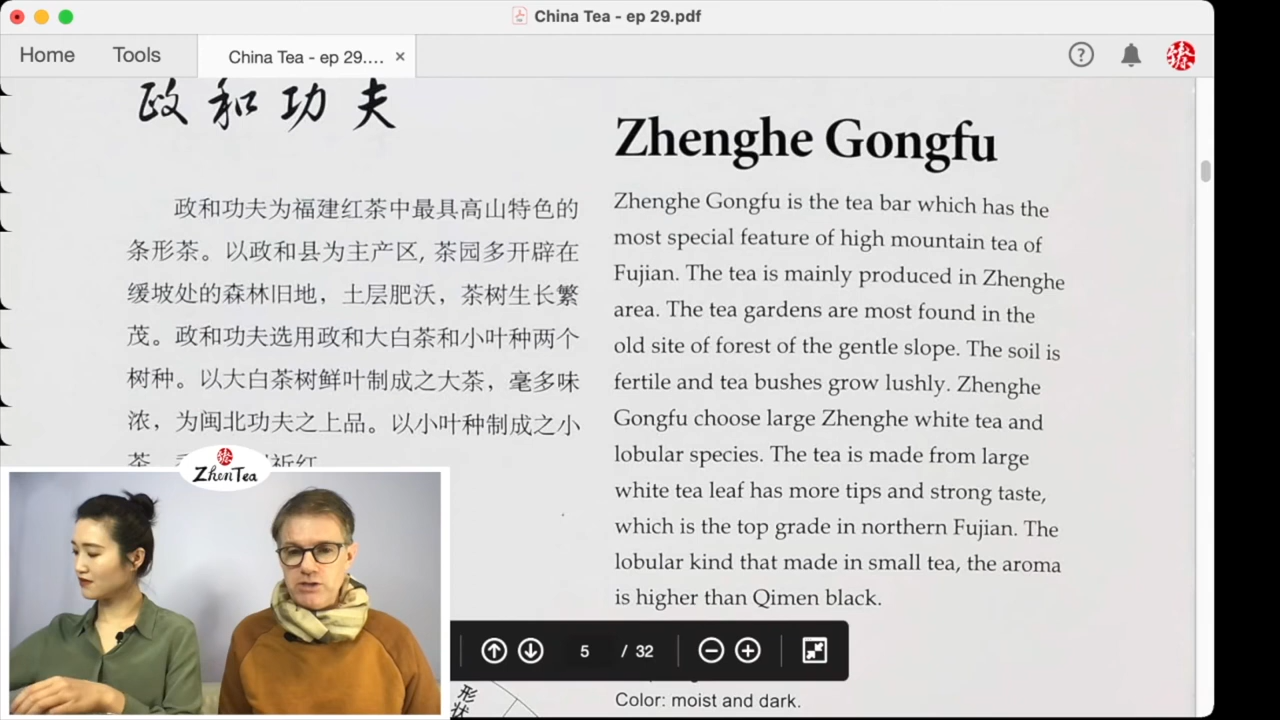 China Tea - ep 29.pdf
Home
Tools
China Tea - ep 29....
政和功夫
政和功夫为福建红茶中最具高山特色的
条形茶。以政和县为主产区,茶园多开辟在
缓坡处的森林旧地，土层肥沃，茶树生长繁
茂。政和功夫选用政和大白茶和小叶种两个
树种。以大白茶树鲜叶制成之大茶，毫多味
浓，为闽北功夫之上品。以小叶种制成之小
祁红
Zhenghe Gongfu
Zhenghe Gongfu is the tea bar which has the
most special feature of high mountain tea of
Fujian. The tea is mainly produced in Zhenghe
area. The tea gardens are most found in the
old site of forest of the gentle slope. The soil is
fertile and tea bushes grow lushly. Zhenghe
Gongfu choose large Zhenghe white tea and
lobular species. The tea is made from large
white tea leaf has more tips and strong taste,
which is the top grade in northern Fujian. The
lobular kind that made in small tea, the aroma
is higher than Qimen black.
ZhenTea
5 / 32
形状
Color: moist and dark.